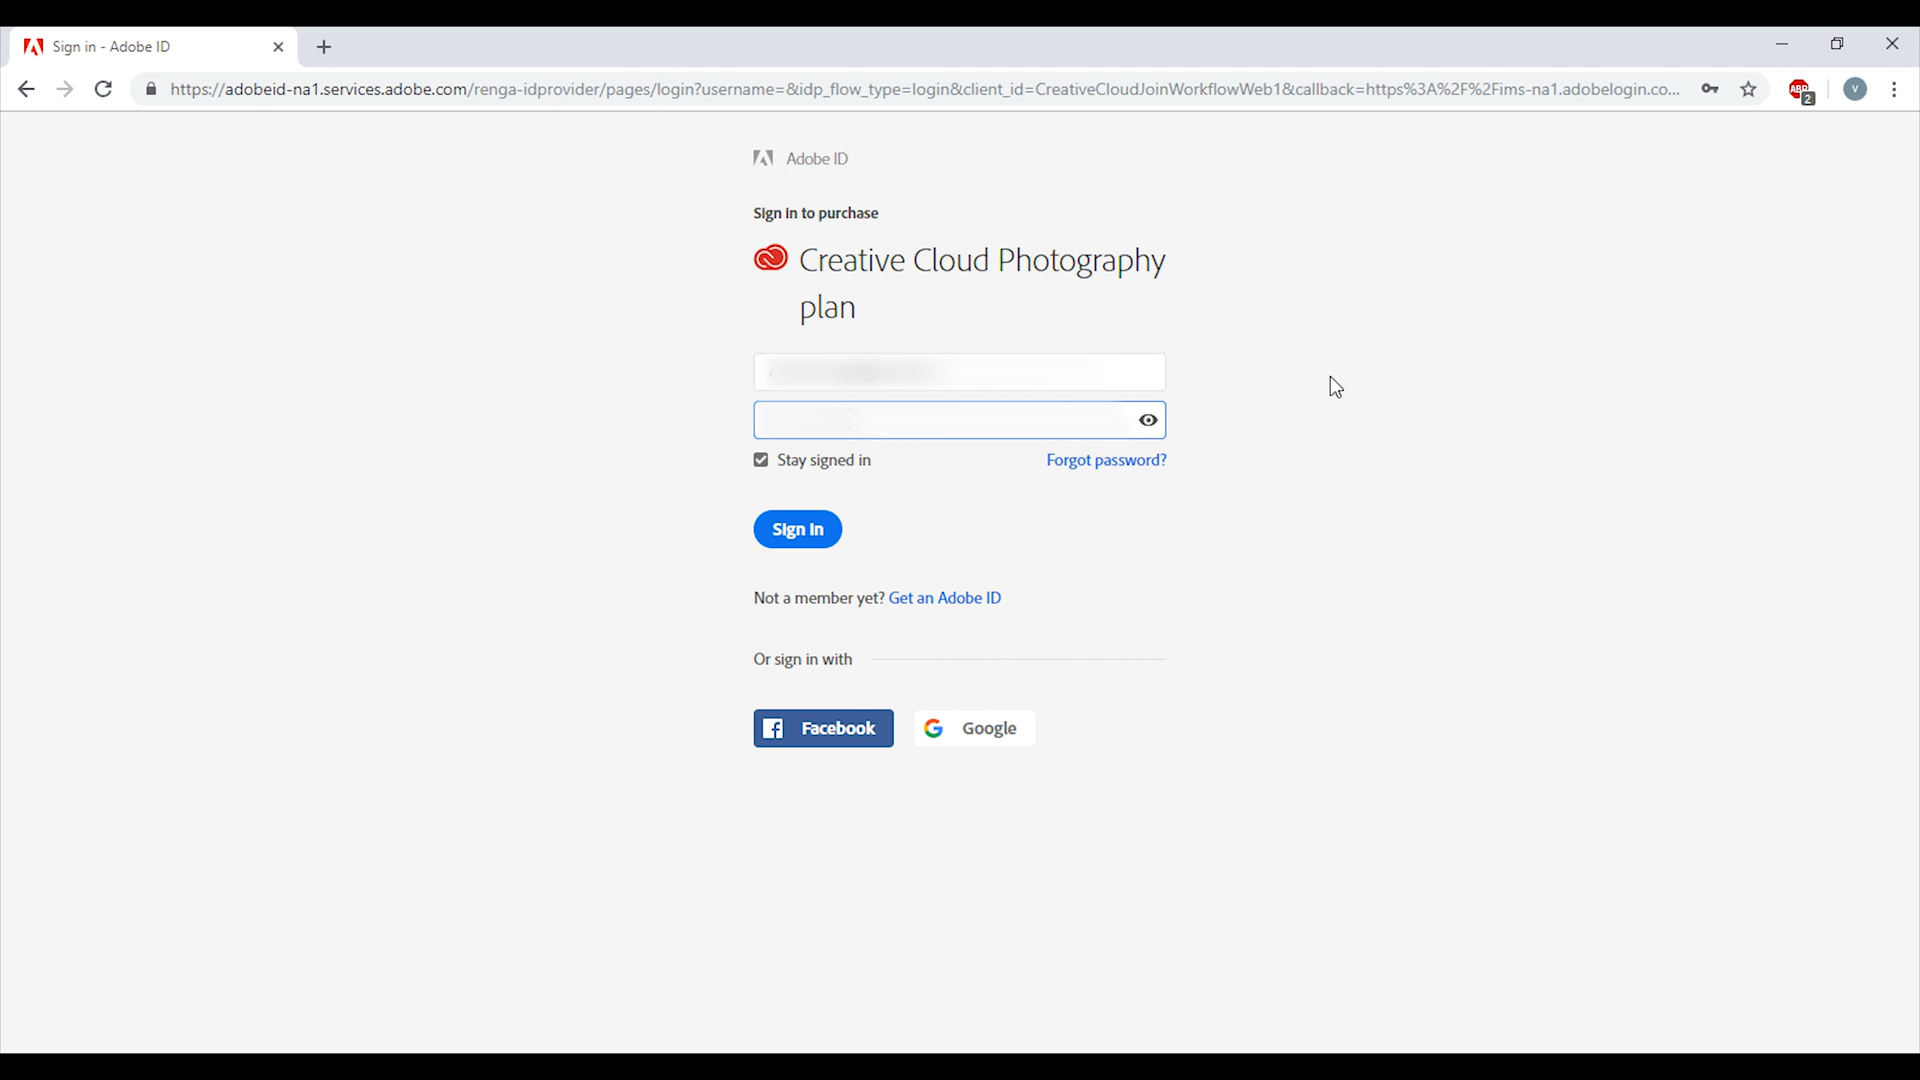 Sign in - Adobe ID
https://adobeid-na1.services.adobe.com/renga-idprovider/pages/login?username=&idp_flow_type=login&client_id=CreativeCloudJoinWorkflowWeb1&callback=https%3A%2F%2Fims-na1.adobelogin.co...
ABP
2
V
Adobe ID
Sign in to purchase
Creative Cloud Photography
plan
Stay signed in
Forgot password?
Sign in
Not a member yet? Get an Adobe ID
Or sign in with
Facebook
Google